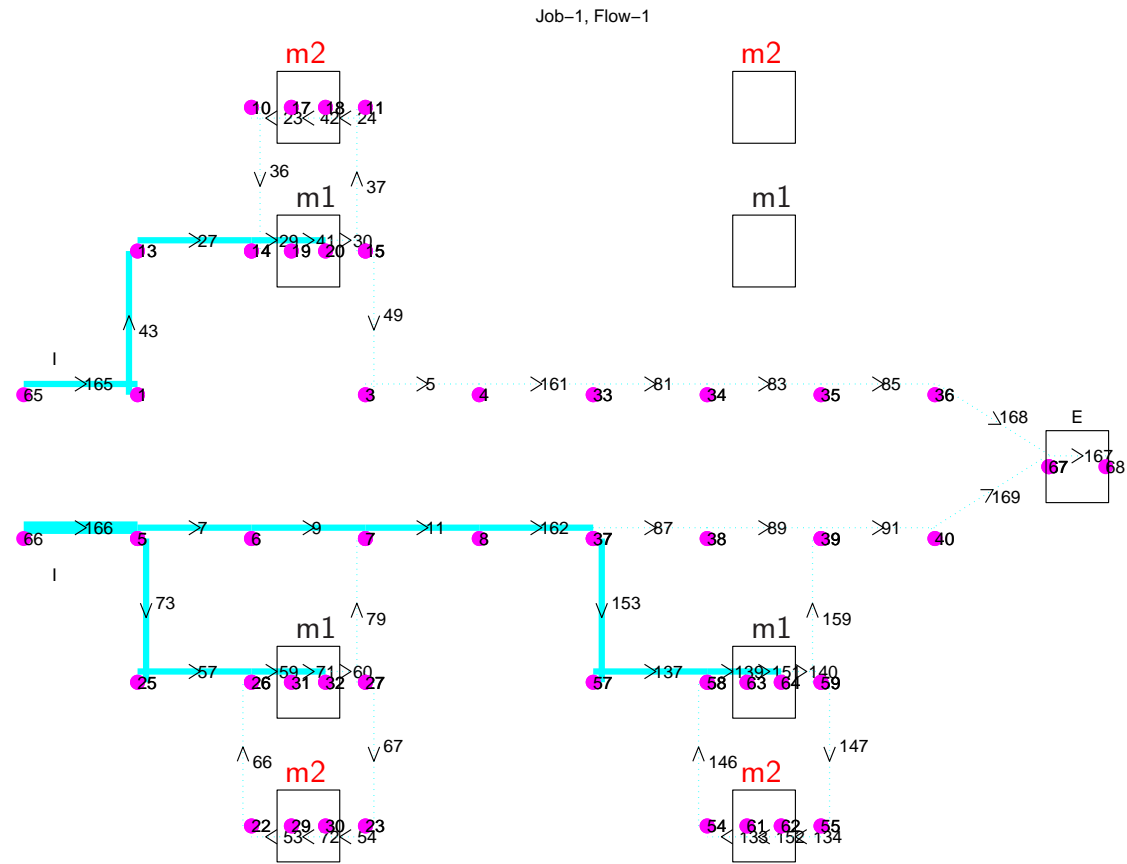 Job−1, Flow−1
m2 m2
10 17 18 11
23 42 24
36 37
m1 m1
27 29 41 30
13 14 19 20 15
43 49
I
165 5 161 81 83 85
65 1 3 4 33 34 35 36
168 E
167
67 68
169
166 7 9 11 162 87 89 91
66 5 6 7 8 37 38 39 40
I
73 79 153 159
m1 m1
57 59 71 60 137 139 151 140
25 26 31 32 27 57 58 63 64 59
66 67 146 147
m2 m2
22 29 30 23 54 61 62 55
53 72 54 133 152 134